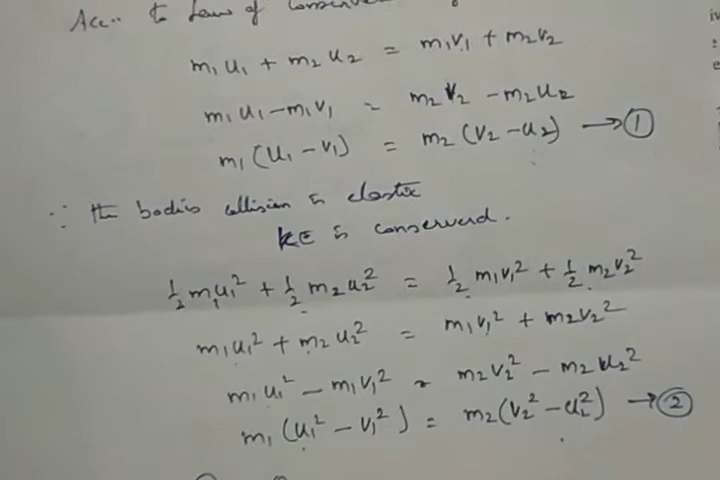 Acc.. to Law of
m₁u₁ + m₂u₂ = m₁v₁ + m₂v₂
m₁u₁ - m₁v₁ = m₂v₂ - m₂u₂
m₁(u₁ - v₁) = m₂(v₂ - u₂) → ①
∵ the bodies collision is elastic
KE is conserved.
½m₁u₁² + ½m₂u₂² = ½m₁v₁² + ½m₂v₂²
m₁u₁² + m₂u₂² = m₁v₁² + m₂v₂²
m₁u₁² - m₁v₁² = m₂v₂² - m₂u₂²
m₁(u₁² - v₁²) = m₂(v₂² - u₂²) → ②